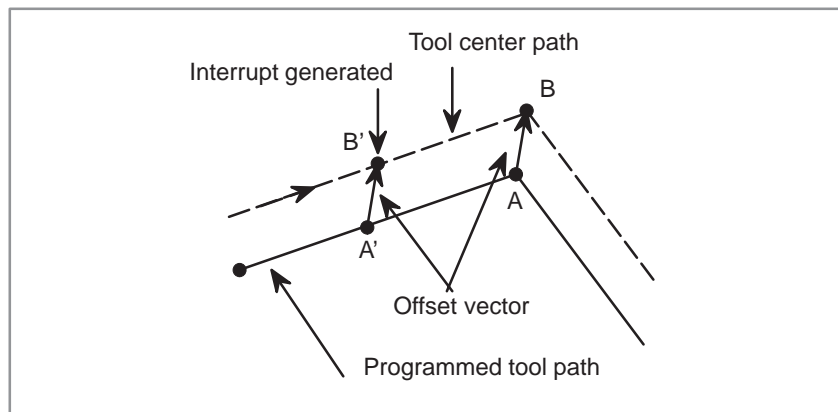 Tool center path
Interrupt generated
B
B’
A
A’
Offset vector
Programmed tool path